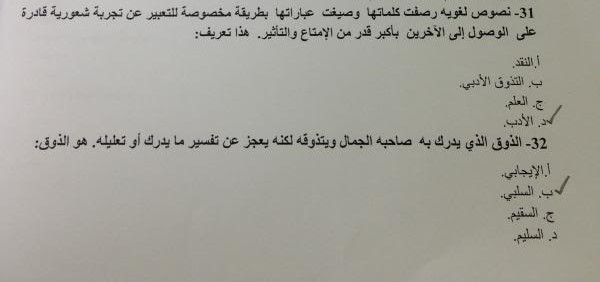 31- نصوص لغويه رصفت كلماتها وصيغت عباراتها بطريقة مخصوصة للتعبير عن تجربة شعورية قادرة
على الوصول إلى الآخرين بأكبر قدر من الإمتاع والتأثير. هذا تعريف:
أ.النقد.
ب. التذوق الأدبي.
ج. العلم.
د. الأدب.
32- الذوق الذي يدرك به صاحبه الجمال ويتذوقه لكنه يعجز عن تفسير ما يدرك أو تعليله. هو الذوق:
أ.الإيجابي.
ب. السلبي.
ج. السقيم.
د. السليم.